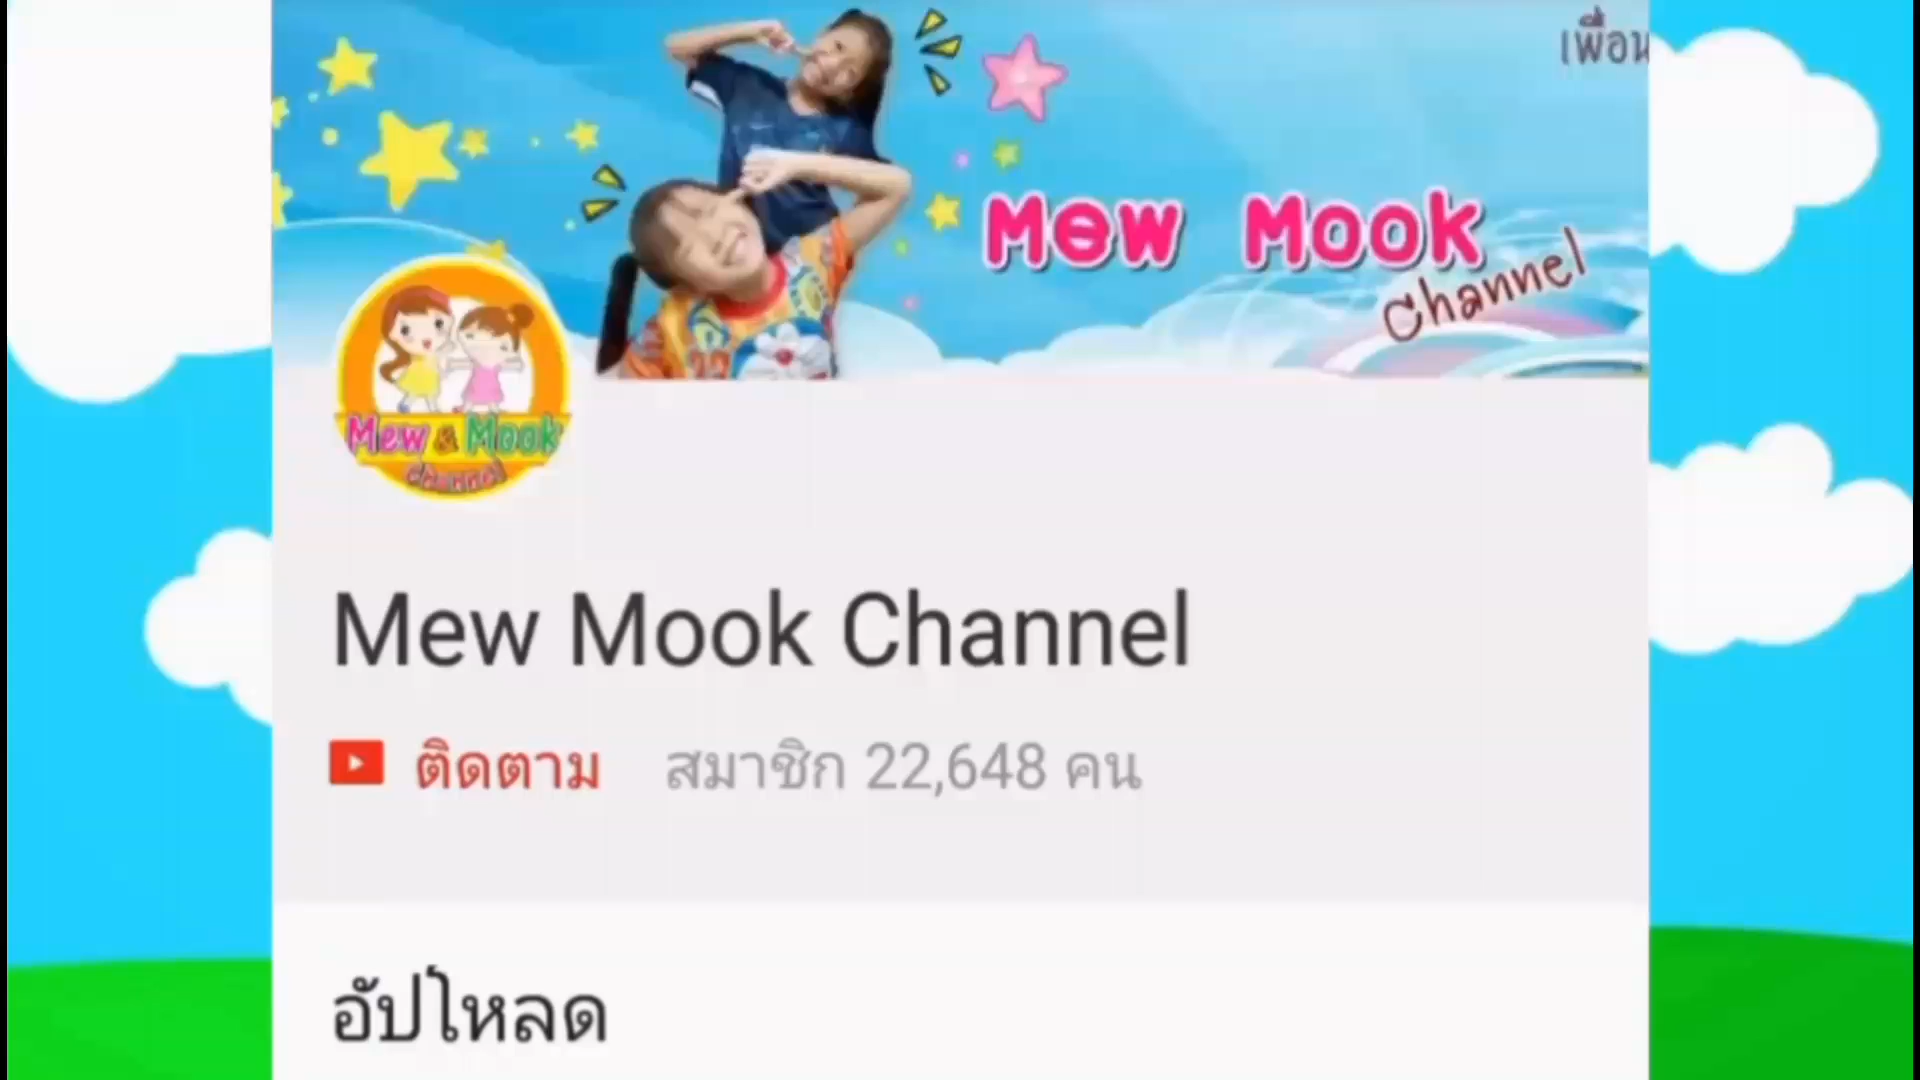 เพื่อน
Mew Mook
Channel
Mew & Mook
channel
Mew Mook Channel
ติดตาม สมาชิก 22,648 คน
อัปโหลด